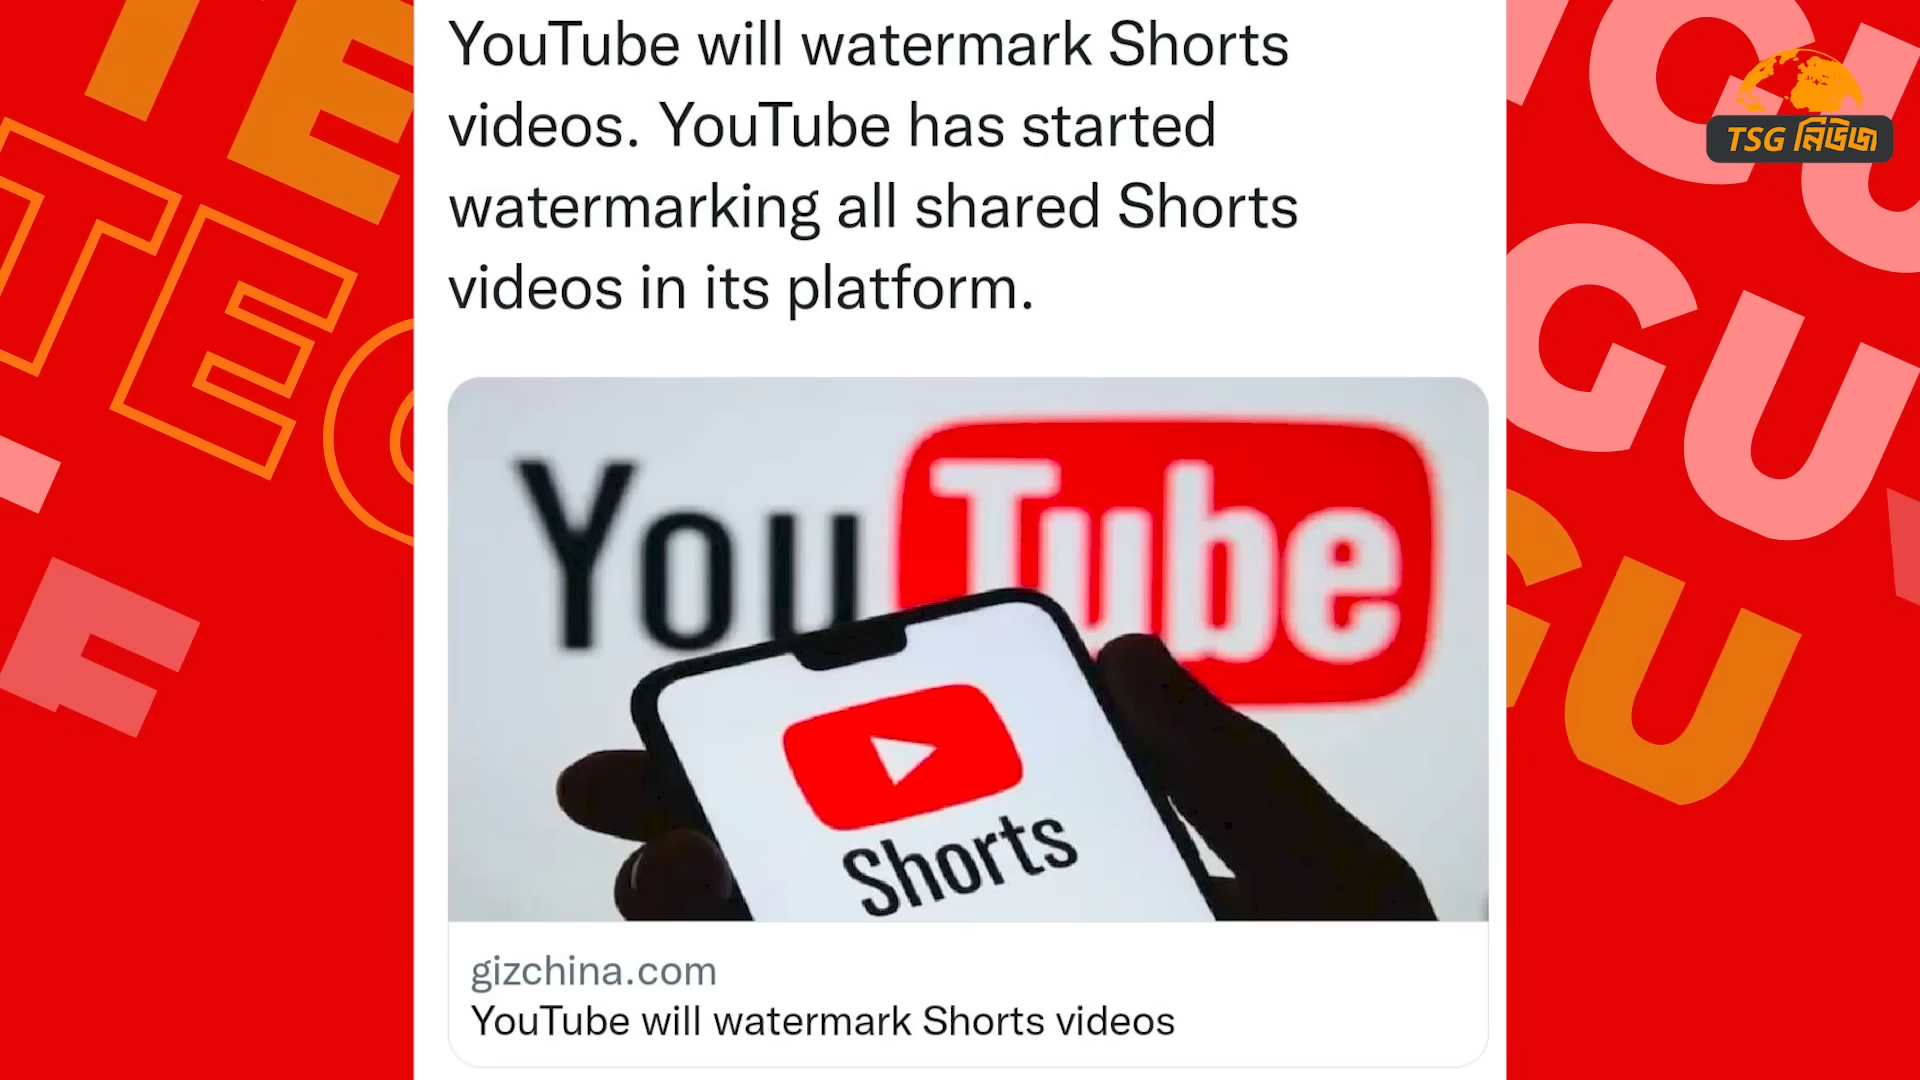 YouTube will watermark Shorts
videos. YouTube has started
watermarking all shared Shorts
videos in its platform.
TSG নিউজ
YouTube
Shorts
gizchina.com
YouTube will watermark Shorts videos